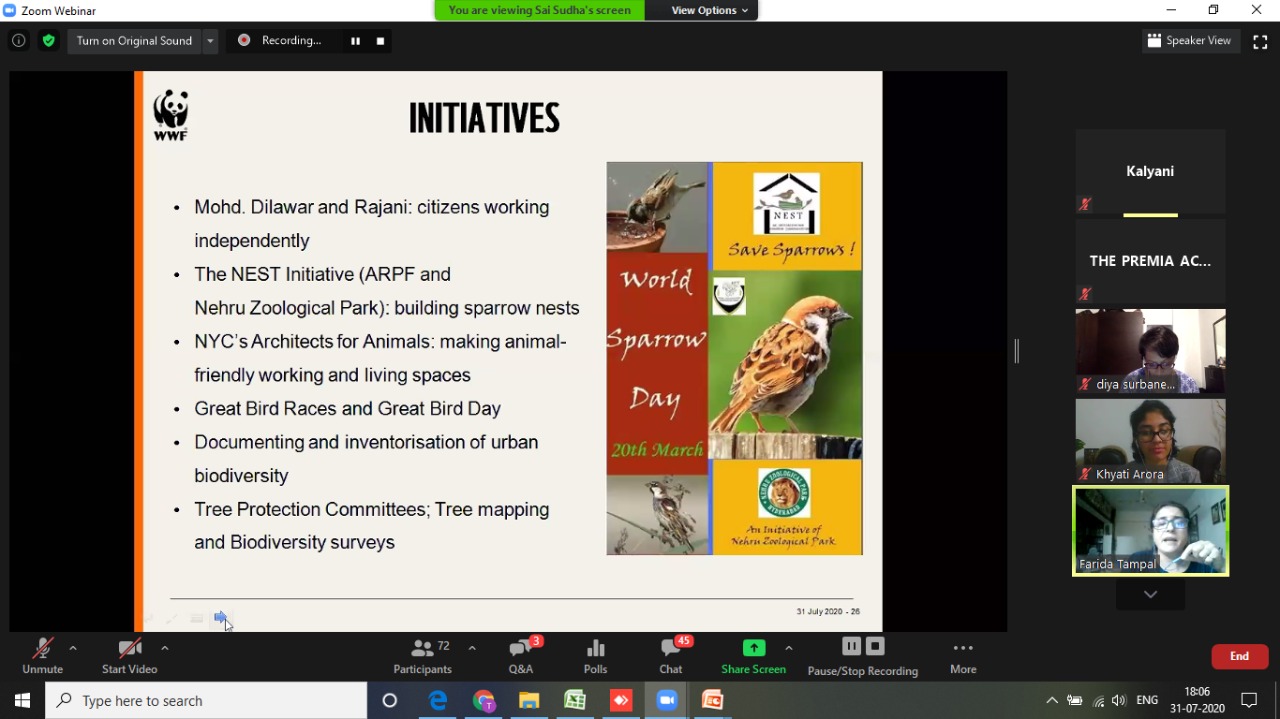 Zoom Webinar
You are viewing Sai Sudha's screen
View Options
Turn on Original Sound
Recording...
Speaker View
WWF
INITIATIVES
• Mohd. Dilawar and Rajani: citizens working
independently
• The NEST Initiative (ARPF and
Nehru Zoological Park): building sparrow nests
• NYC's Architects for Animals: making animal-
friendly working and living spaces
• Great Bird Races and Great Bird Day
• Documenting and inventorisation of urban
biodiversity
• Tree Protection Committees; Tree mapping
and Biodiversity surveys
World
Sparrow
Day
20th March
NEST
Save Sparrows !
NEHRU ZOOLOGICAL PARK
HYDERABAD
An Initiative of
Nehru Zoological Park
31 July 2020 - 26
Kalyani
THE PREMIA AC...
diya surbane...
Khyati Arora
Farida Tampal
Unmute
Start Video
72
Participants
3
Q&A
Polls
45
Chat
Share Screen
Pause/Stop Recording
More
End
Type here to search
ENG
18:06
31-07-2020